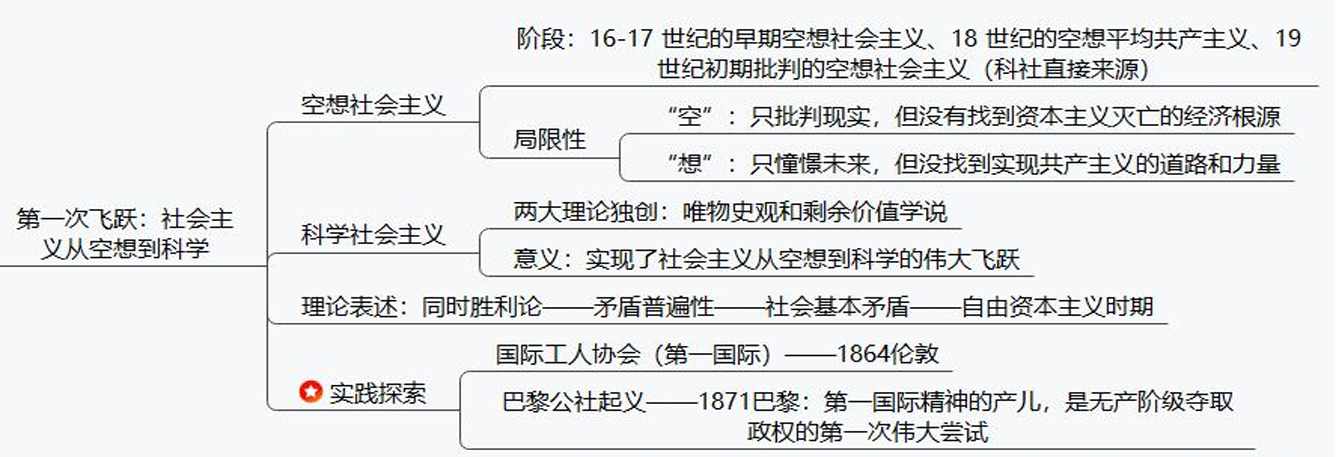 第一次飞跃：社会主
义从空想到科学
空想社会主义
阶段：16-17 世纪的早期空想社会主义、18 世纪的空想平均共产主义、19
世纪初期批判的空想社会主义（科社直接来源）
局限性
“空”：只批判现实，但没有找到资本主义灭亡的经济根源
“想”：只憧憬未来，但没找到实现共产主义的道路和力量
科学社会主义
两大理论独创：唯物史观和剩余价值学说
意义：实现了社会主义从空想到科学的伟大飞跃
理论表述：同时胜利论——矛盾普遍性——社会基本矛盾——自由资本主义时期
实践探索
国际工人协会（第一国际）——1864伦敦
巴黎公社起义——1871巴黎：第一国际精神的产儿，是无产阶级夺取
政权的第一次伟大尝试